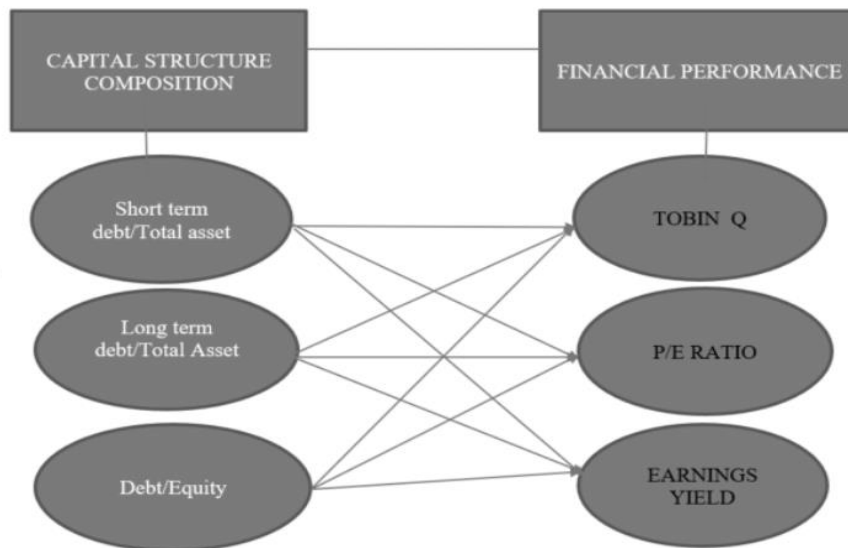 CAPITAL STRUCTURE
COMPOSITION
FINANCIAL PERFORMANCE
Short term
debt/Total asset
TOBIN Q
Long term
debt/Total Asset
P/E RATIO
Debt/Equity
EARNINGS
YIELD